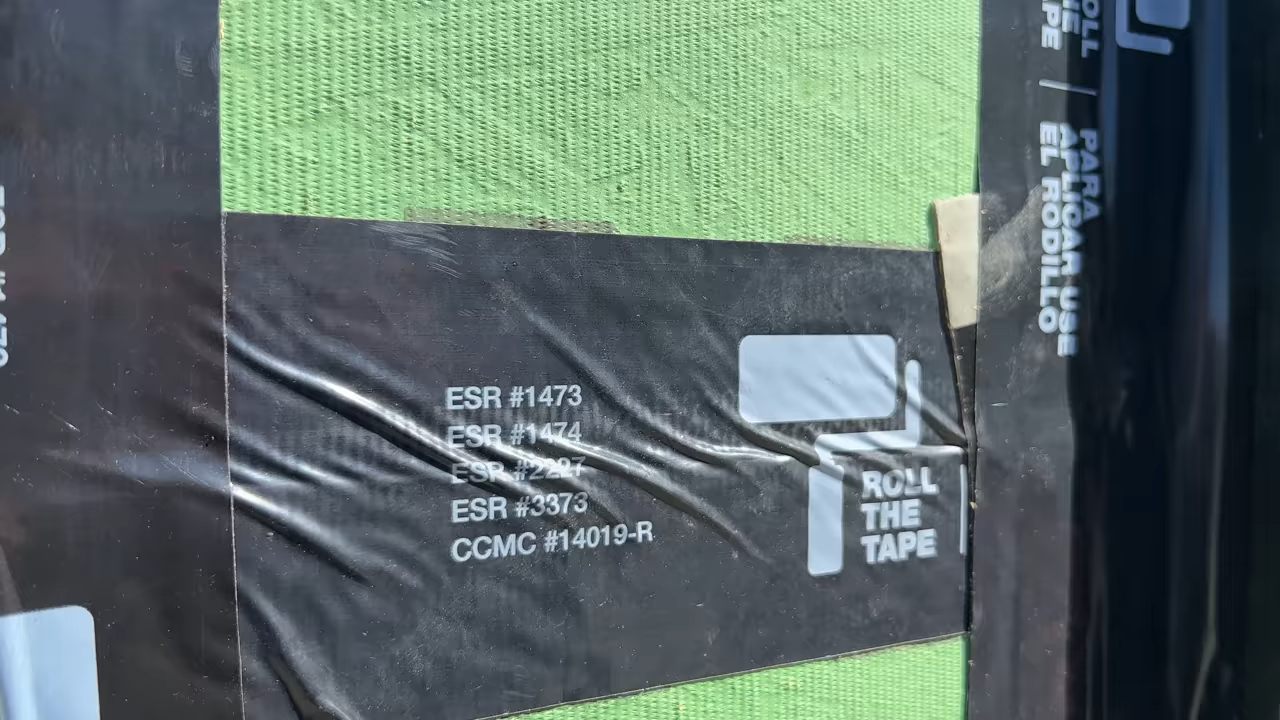 ESR #1473
ESR #1474
ESR #2227
ESR #3373
CCMC #14019-R
ROLL
THE
TAPE
PARA
APLICAR USE
EL RODILLO